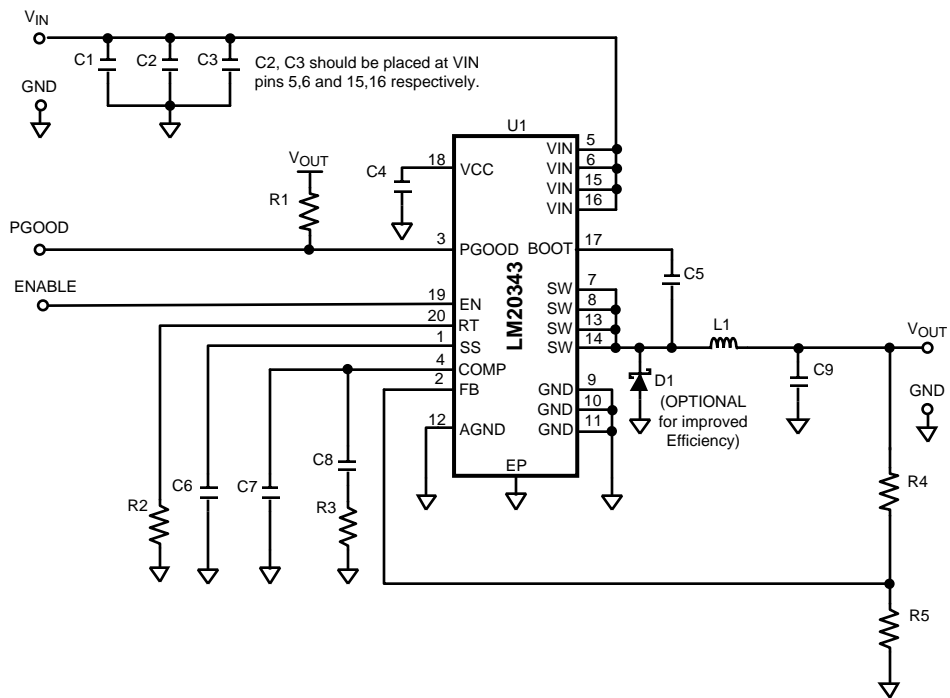 VIN
C1
C2
C3
C2, C3 should be placed at VIN
pins 5,6 and 15,16 respectively.
GND
U1
LM20343
VOUT
R1
C4
18
VCC
PGOOD
3
PGOOD
ENABLE
19
EN
20
RT
1
SS
4
COMP
2
FB
12
AGND
EP
VIN
5
VIN
6
VIN
15
VIN
16
BOOT
17
C5
SW
7
SW
8
SW
13
SW
14
GND
9
GND
10
GND
11
L1
VOUT
D1
(OPTIONAL
for improved
Efficiency)
C9
GND
R2
C6
C7
C8
R3
R4
R5